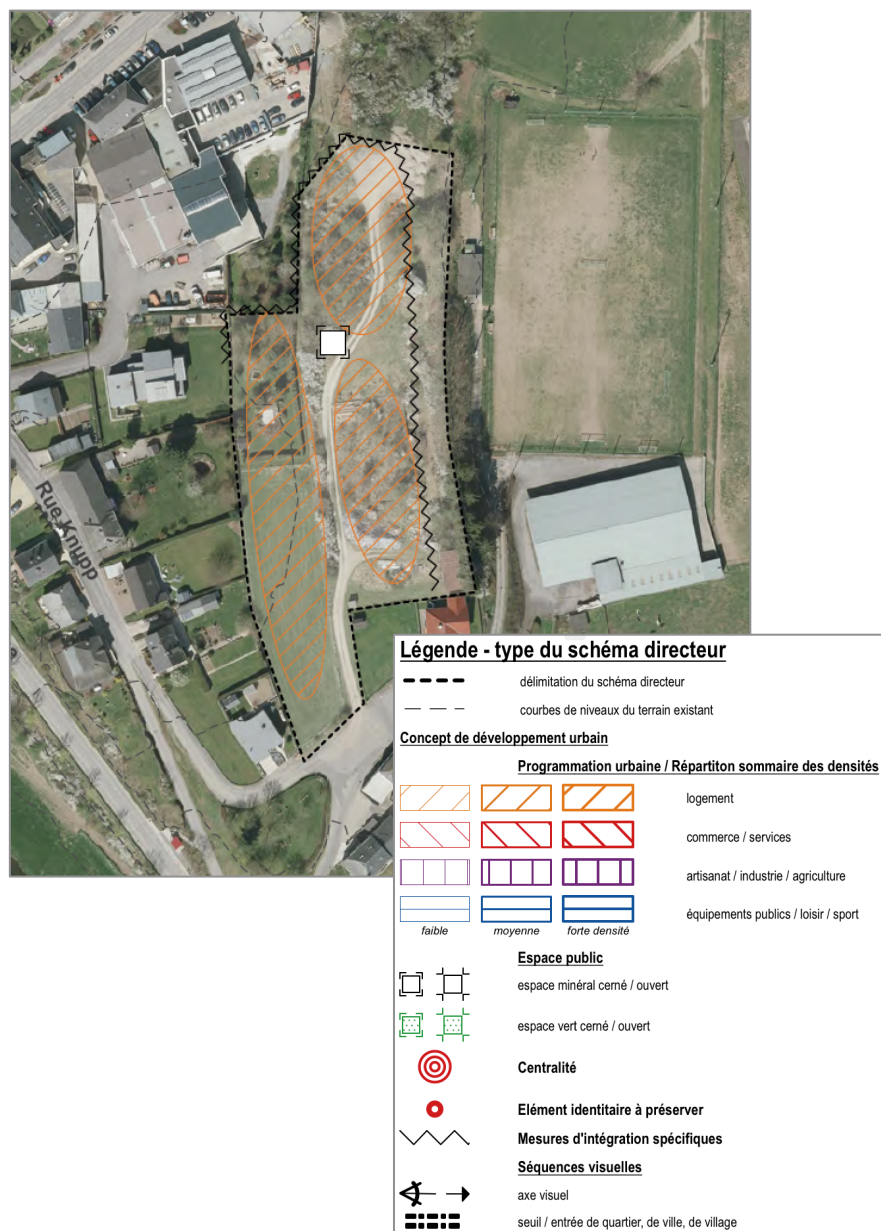 Rue Knupp
Légende - type du schéma directeur
délimitation du schéma directeur
courbes de niveaux du terrain existant
Concept de développement urbain
Programmation urbaine / Répartiton sommaire des densités
logement
commerce / services
artisanat / industrie / agriculture
équipements publics / loisir / sport
faible moyenne forte densité
Espace public
espace minéral cerné / ouvert
espace vert cerné / ouvert
Centralité
Elément identitaire à préserver
Mesures d'intégration spécifiques
Séquences visuelles
axe visuel
seuil / entrée de quartier, de ville, de village